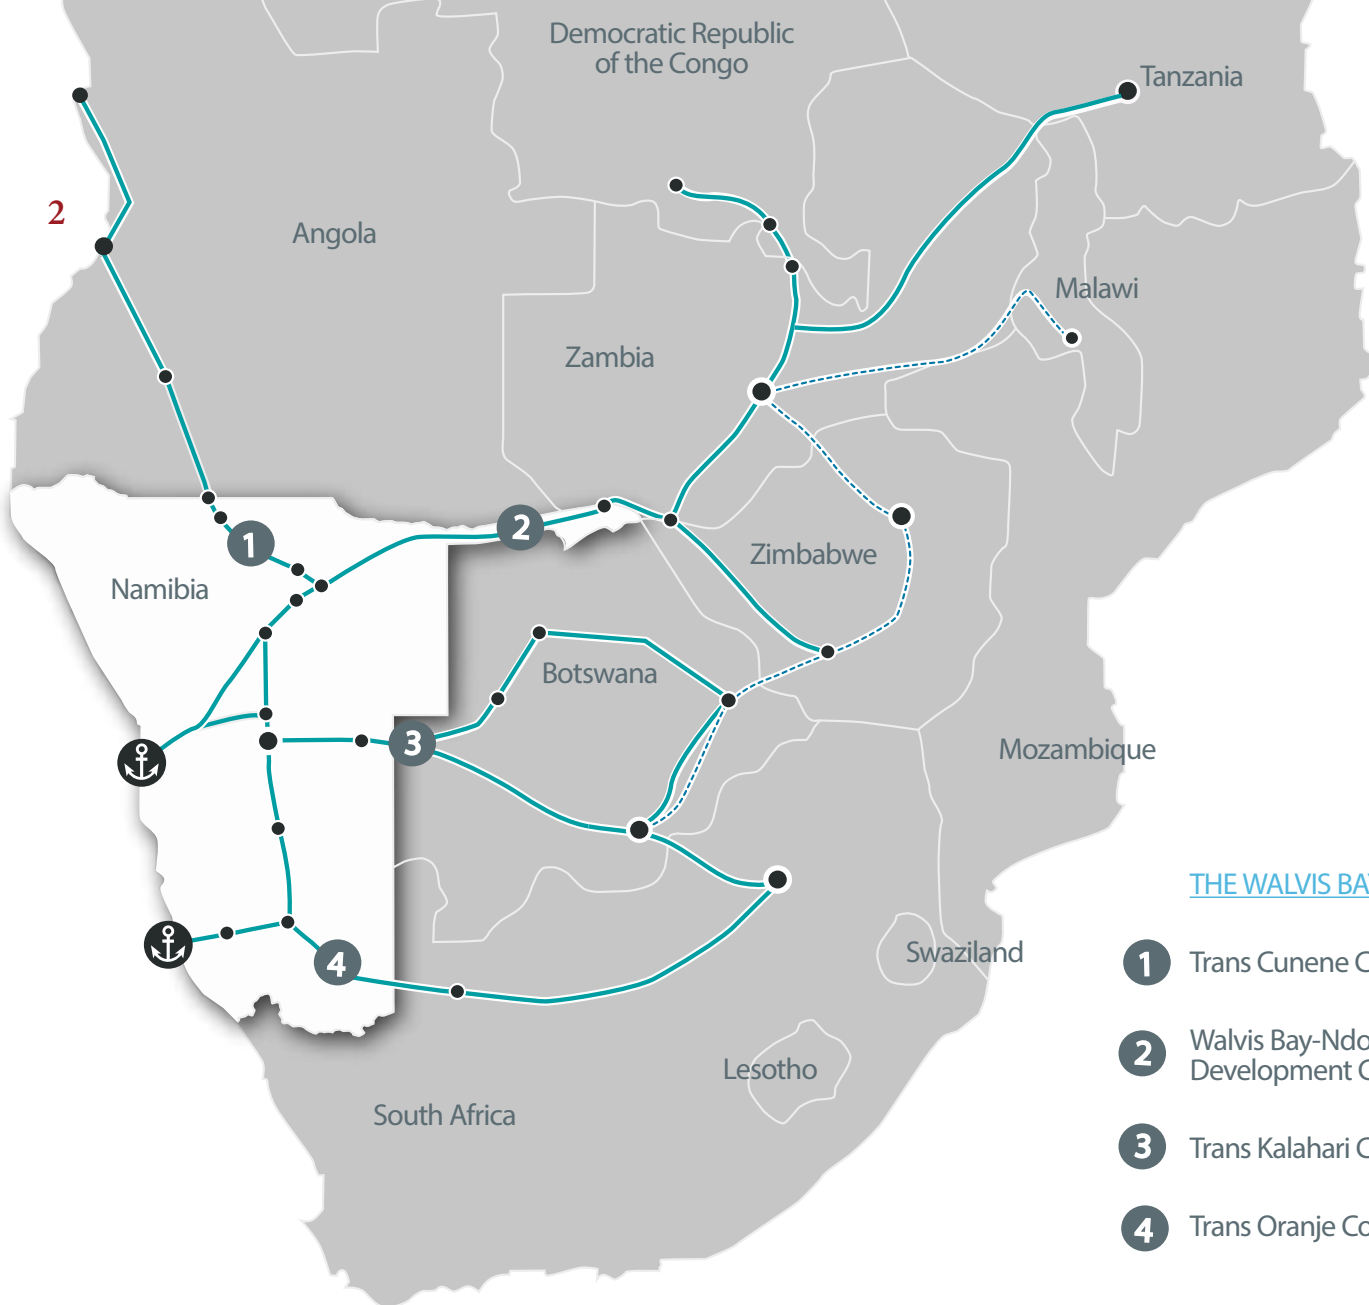 Democratic Republic
of the Congo
Tanzania
2
Angola
Malawi
Zambia
2
1
Zimbabwe
Namibia
Botswana
3
Mozambique
THE WALVIS BA
4
Swaziland
1 Trans Cunene C
2 Walvis Bay-Ndo
Development C
Lesotho
South Africa
3 Trans Kalahari C
4 Trans Oranje Co